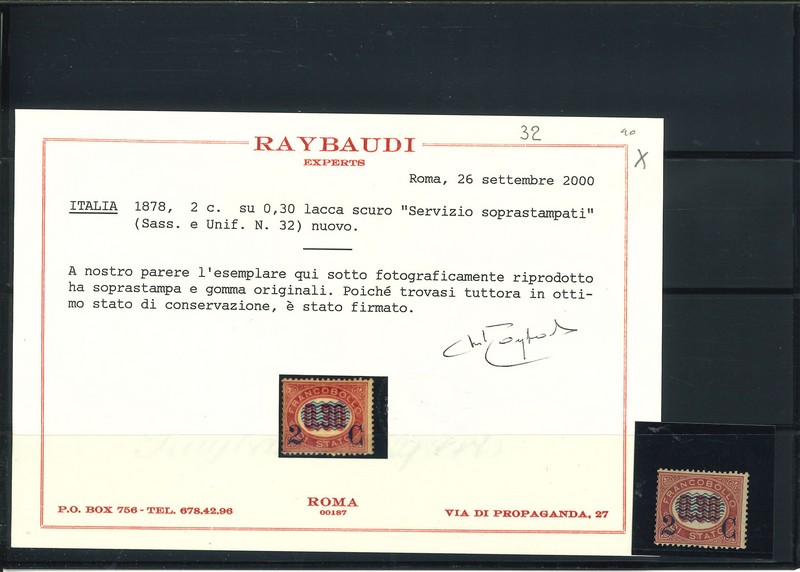 32
RAYBAUDI
EXPERTS
X
Roma, 26 settembre 2000
ITALIA 1878, 2 c. su 0,30 lacca scuro "Servizio soprastampati"
(Sass. e Unif. N. 32) nuovo.
A nostro parere l'esemplare qui sotto fotograficamente riprodotto
ha soprastampa e gomma originali. Poiché trovasi tuttora in otti-
mo stato di conservazione, è stato firmato.
FRANCOBOLLO
2 C
STATO
FRANCOBOLLO
2 C
STATO
P.O. BOX 756 - TEL. 678.42.96
ROMA
00187
VIA DI PROPAGANDA, 27